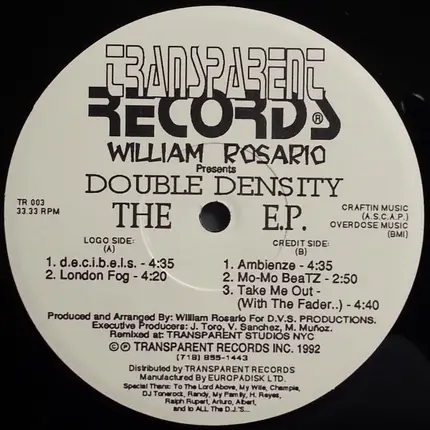 TRANSPARENT
RECORDS®
WILLIAM ROSARIO
Presents
DOUBLE DENSITY
THE E.P.
TR 003
33.33 RPM
CRAFTIN MUSIC
(A.S.C.A.P.)
OVERDOSE MUSIC
(BMI)
LOGO SIDE:
(A)
1. d.e.c.i.b.e.l.s. - 4:35
2. London Fog - 4:20
CREDIT SIDE:
(B)
1. Ambienze - 4:35
2. Mo-Mo BeaTZ - 2:50
3. Take Me Out -
(With The Fader..) - 4:40
Produced and Arranged By: William Rosario For D.V.S. PRODUCTIONS.
Executive Producers: J. Toro, V. Sanchez, M. Muñoz.
Remixed at: TRANSPARENT STUDIOS NYC
©℗ TRANSPARENT RECORDS INC. 1992
(718) 855-1443
Distributed by TRANSPARENT RECORDS
Manufactured By EUROPADISK LTD.
Special Thanx: To The Lord Above, My Wife, Champie,
DJ Tonerock, Randy, My Family, H. Reyes,
Ralph Rupert, Arturo, Albert,
and to ALL The D.J.'S...